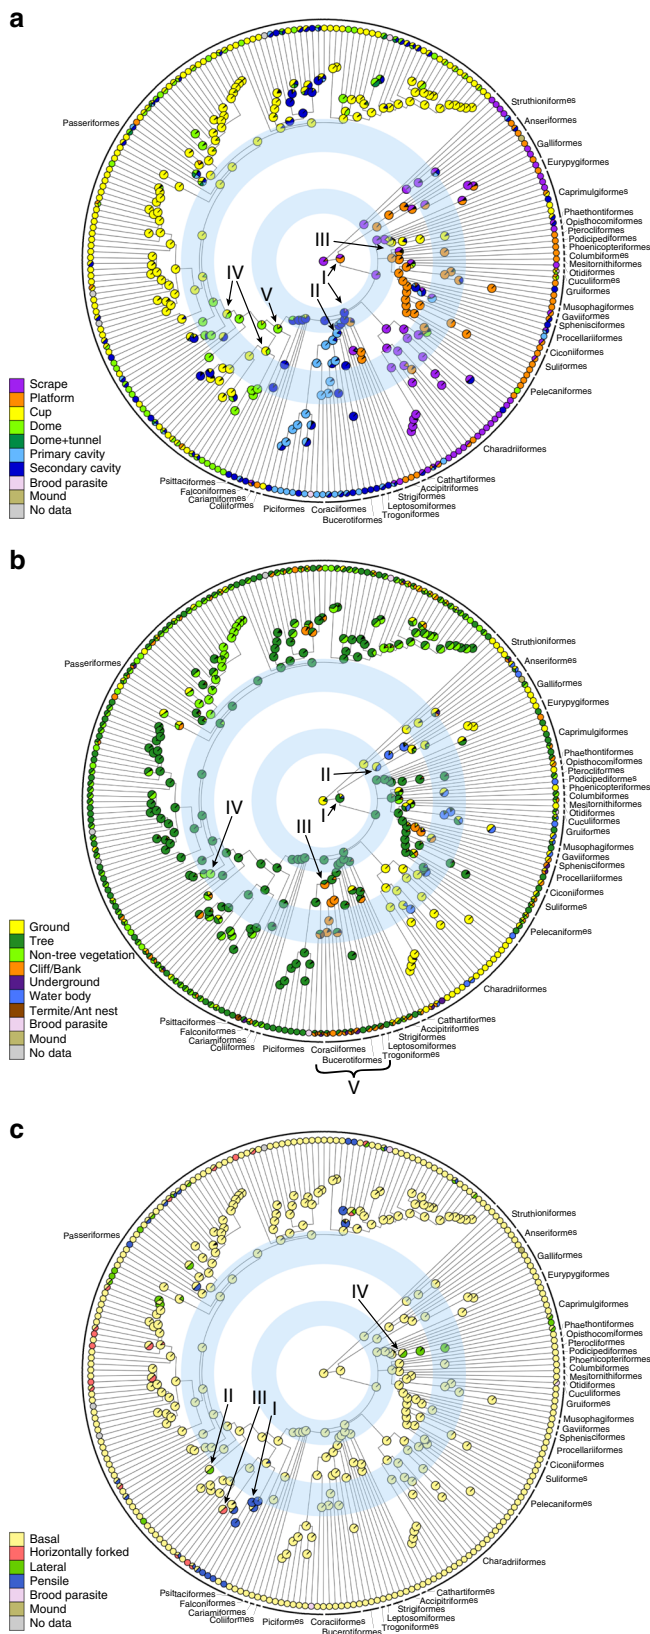 a
Struthioniformes
Anseriformes
Galliformes
Eurypygiformes
Passeriformes
Caprimulgiformes
Phaethontiformes
Opisthocomiformes
Pterocliformes
Podicipediformes
Phoenicopteriformes
Columbiformes
Mesitornithiformes
Otidiformes
Cuculiformes
Gruiformes
Musophagiformes
Gaviiformes
Sphenisciformes
Procellariiformes
Ciconiiformes
Suliformes
Pelecaniformes
Charadriiformes
Cathartiformes
Accipitriformes
Strigiformes
Leptosomiformes
Trogoniformes
Bucerotiformes
Coraciiformes
Piciformes
Coliiformes
Cariamiformes
Falconiformes
Psittaciformes
III
I
II
IV
V
Scrape
Platform
Cup
Dome
Dome+tunnel
Primary cavity
Secondary cavity
Brood parasite
Mound
No data
b
Struthioniformes
Anseriformes
Galliformes
Eurypygiformes
Passeriformes
Caprimulgiformes
Phaethontiformes
Opisthocomiformes
Pterocliformes
Podicipediformes
Phoenicopteriformes
Columbiformes
Mesitornithiformes
Otidiformes
Cuculiformes
Gruiformes
Musophagiformes
Gaviiformes
Sphenisciformes
Procellariiformes
Ciconiiformes
Suliformes
Pelecaniformes
Charadriiformes
Cathartiformes
Accipitriformes
Strigiformes
Leptosomiformes
Trogoniformes
Bucerotiformes
Coraciiformes
Piciformes
Coliiformes
Cariamiformes
Falconiformes
Psittaciformes
II
I
IV
III
V
Ground
Tree
Non-tree vegetation
Cliff/Bank
Underground
Water body
Termite/Ant nest
Brood parasite
Mound
No data
c
Struthioniformes
Anseriformes
Galliformes
Eurypygiformes
Passeriformes
Caprimulgiformes
Phaethontiformes
Opisthocomiformes
Pterocliformes
Podicipediformes
Phoenicopteriformes
Columbiformes
Mesitornithiformes
Otidiformes
Cuculiformes
Gruiformes
Musophagiformes
Gaviiformes
Sphenisciformes
Procellariiformes
Ciconiiformes
Suliformes
Pelecaniformes
Charadriiformes
Cathartiformes
Accipitriformes
Strigiformes
Leptosomiformes
Trogoniformes
Bucerotiformes
Coraciiformes
Piciformes
Coliiformes
Cariamiformes
Falconiformes
Psittaciformes
IV
II
III
I
Basal
Horizontally forked
Lateral
Pensile
Brood parasite
Mound
No data